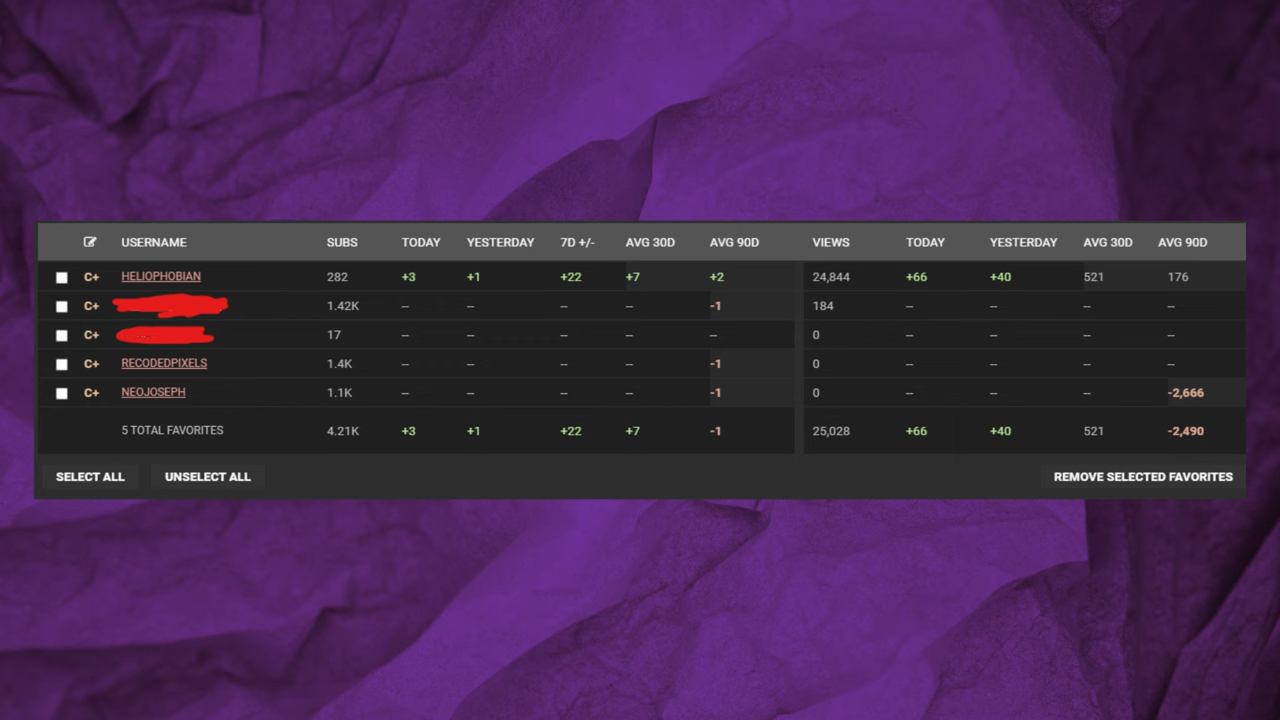 USERNAME SUBS TODAY YESTERDAY 7D +/- AVG 30D AVG 90D VIEWS TODAY YESTERDAY AVG 30D AVG 90D
C+ HELIOPHOBIAN 282 +3 +1 +22 +7 +2 24,844 +66 +40 521 176
C+ 1.42K -- -- -- -- -1 184 -- -- -- --
C+ 17 -- -- -- -- -- 0 -- -- -- --
C+ RECODEDPIXELS 1.4K -- -- -- -- -1 0 -- -- -- --
C+ NEOJOSEPH 1.1K -- -- -- -- -1 0 -- -- -- -2,666
5 TOTAL FAVORITES 4.21K +3 +1 +22 +7 -1 25,028 +66 +40 521 -2,490
SELECT ALL UNSELECT ALL REMOVE SELECTED FAVORITES